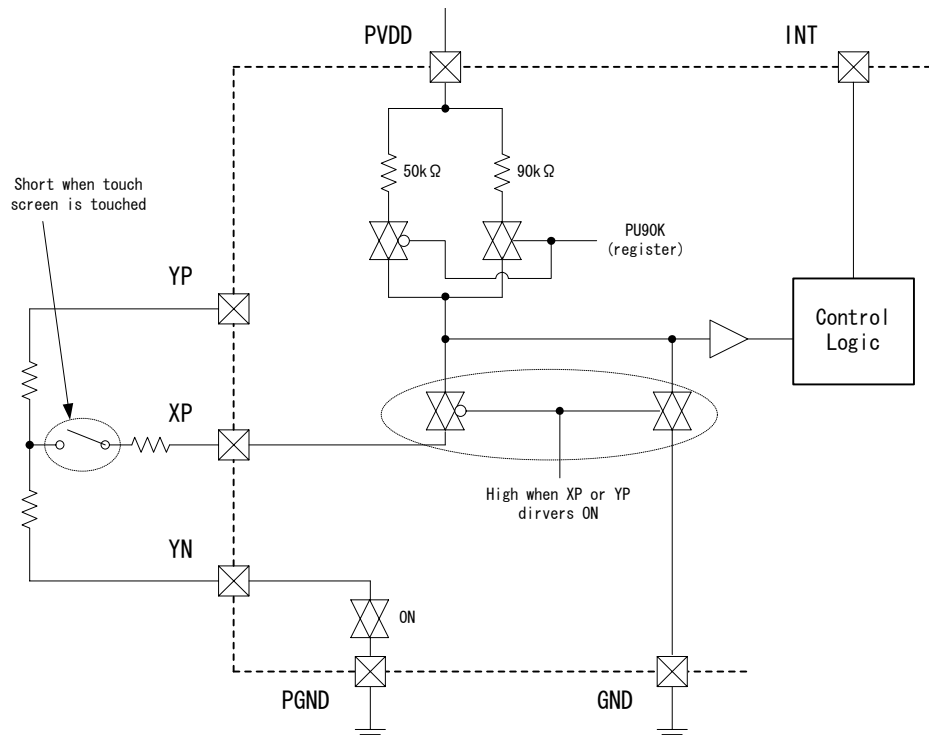 PVDD
INT
50kΩ
90kΩ
Short when touch
screen is touched
PU90K
(register)
YP
Control
Logic
XP
High when XP or YP
dirvers ON
YN
ON
PGND
GND